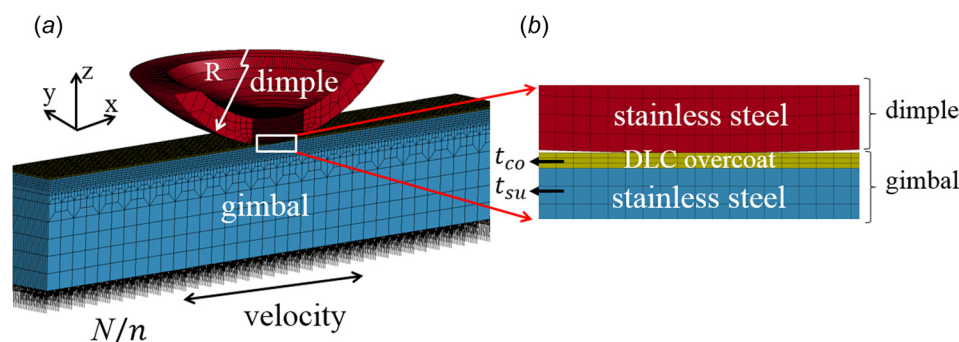 (a)
z
y
x
R
dimple
gimbal
velocity
N/n
(b)
stainless steel
DLC overcoat
stainless steel
t_co
t_su
dimple
gimbal